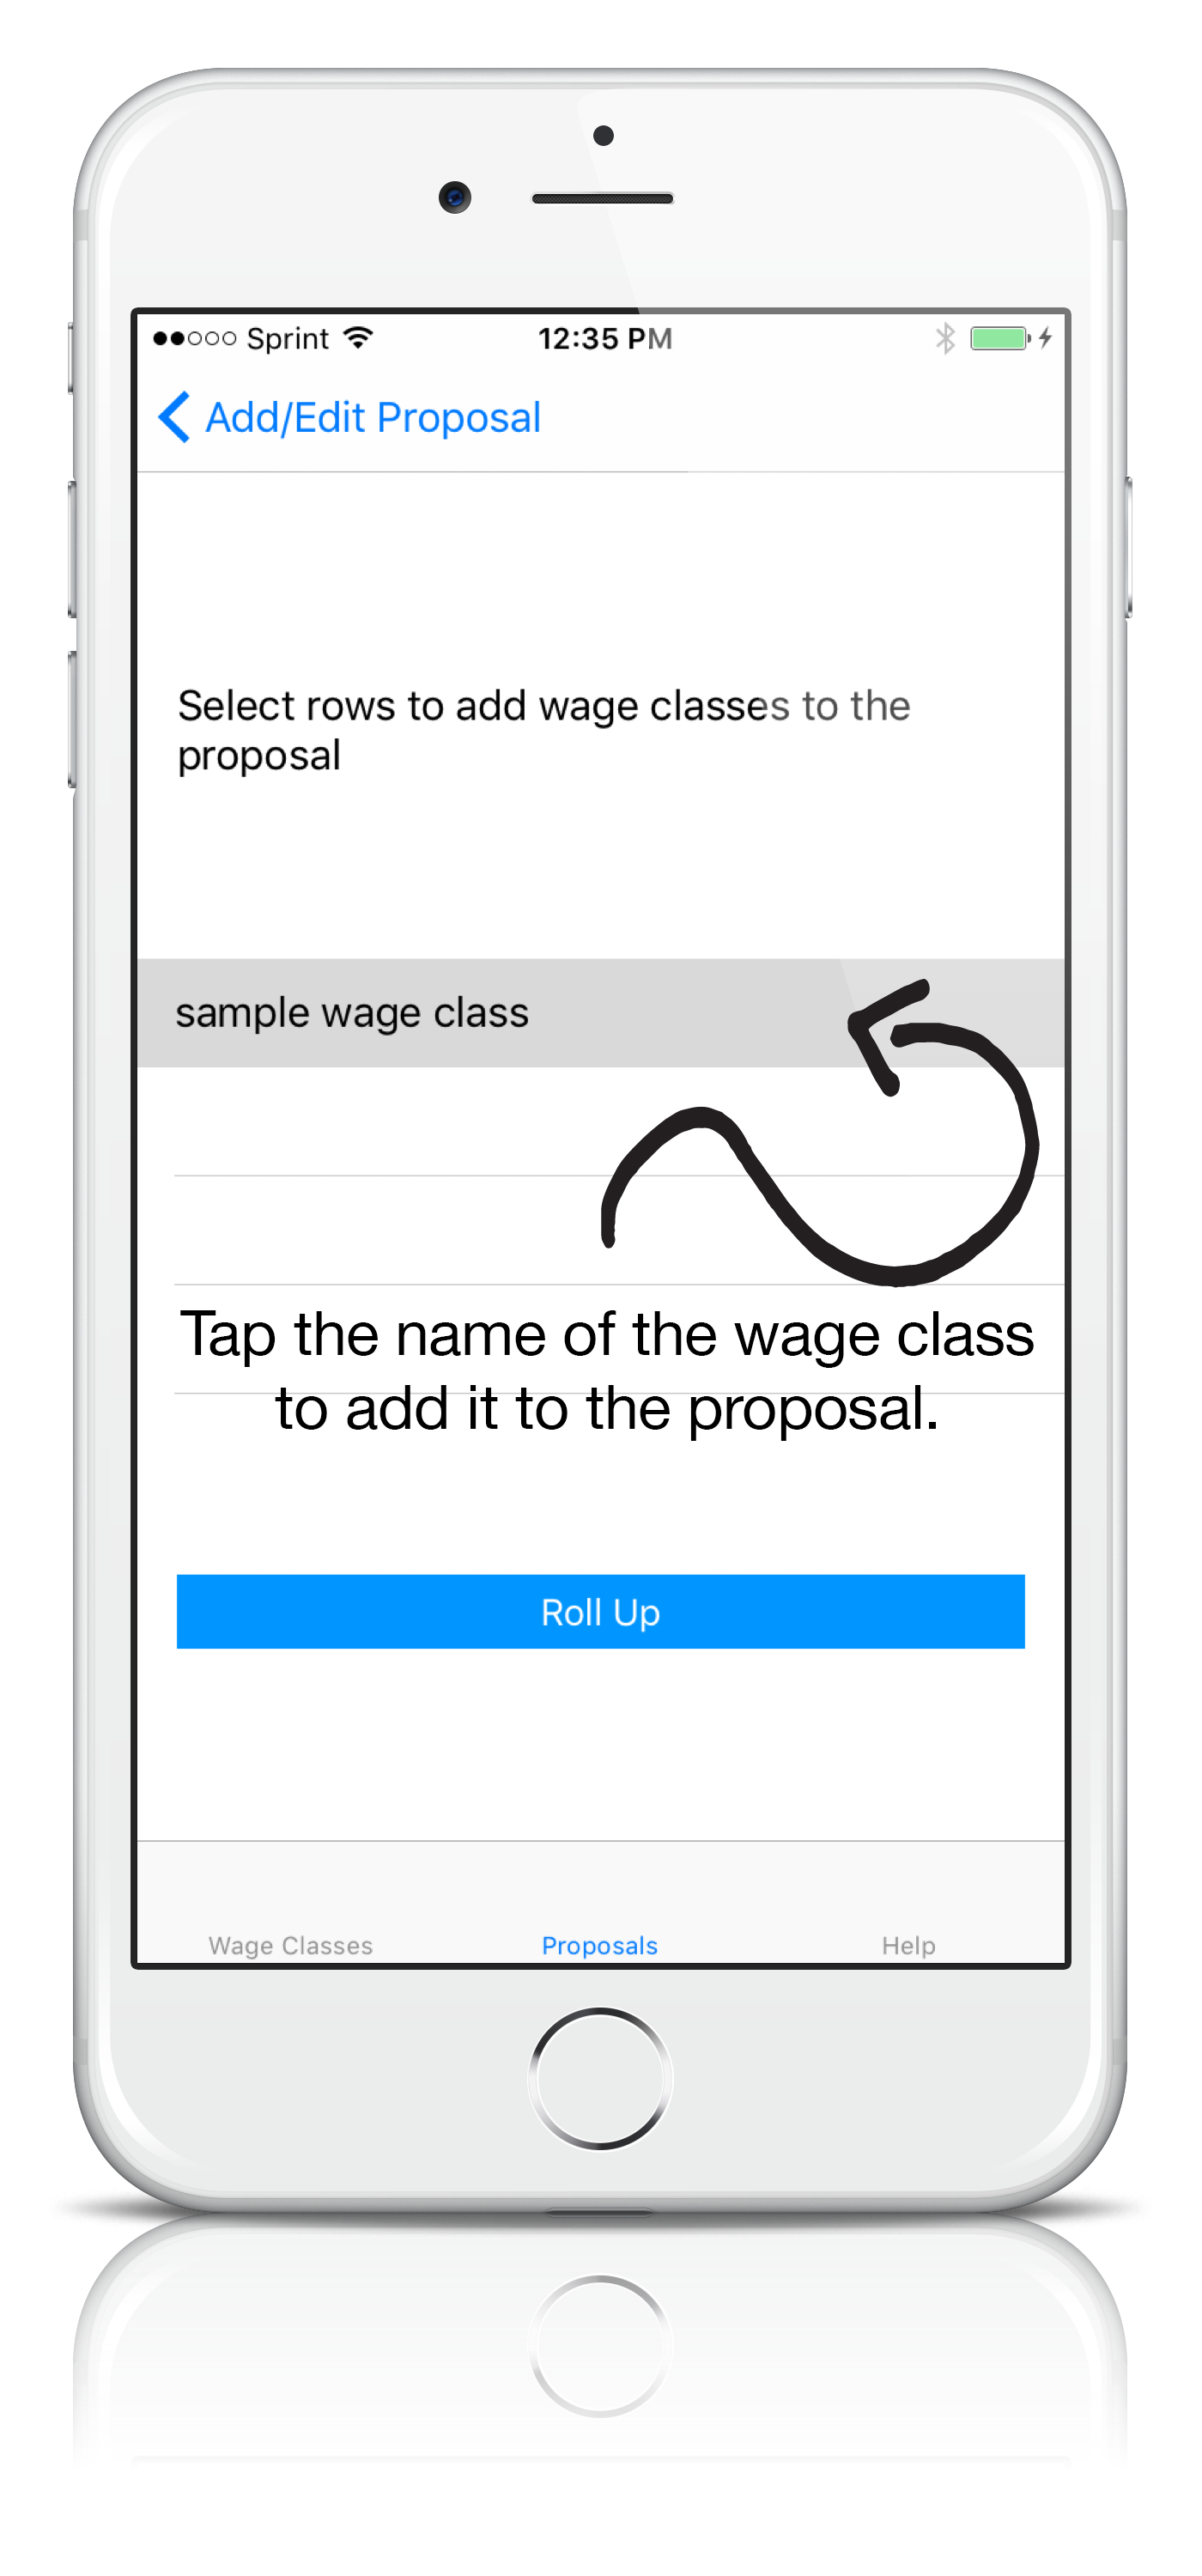 Sprint 12:35 PM
Add/Edit Proposal
Select rows to add wage classes to the
proposal
sample wage class
Tap the name of the wage class
to add it to the proposal.
Roll Up
Wage Classes Proposals Help